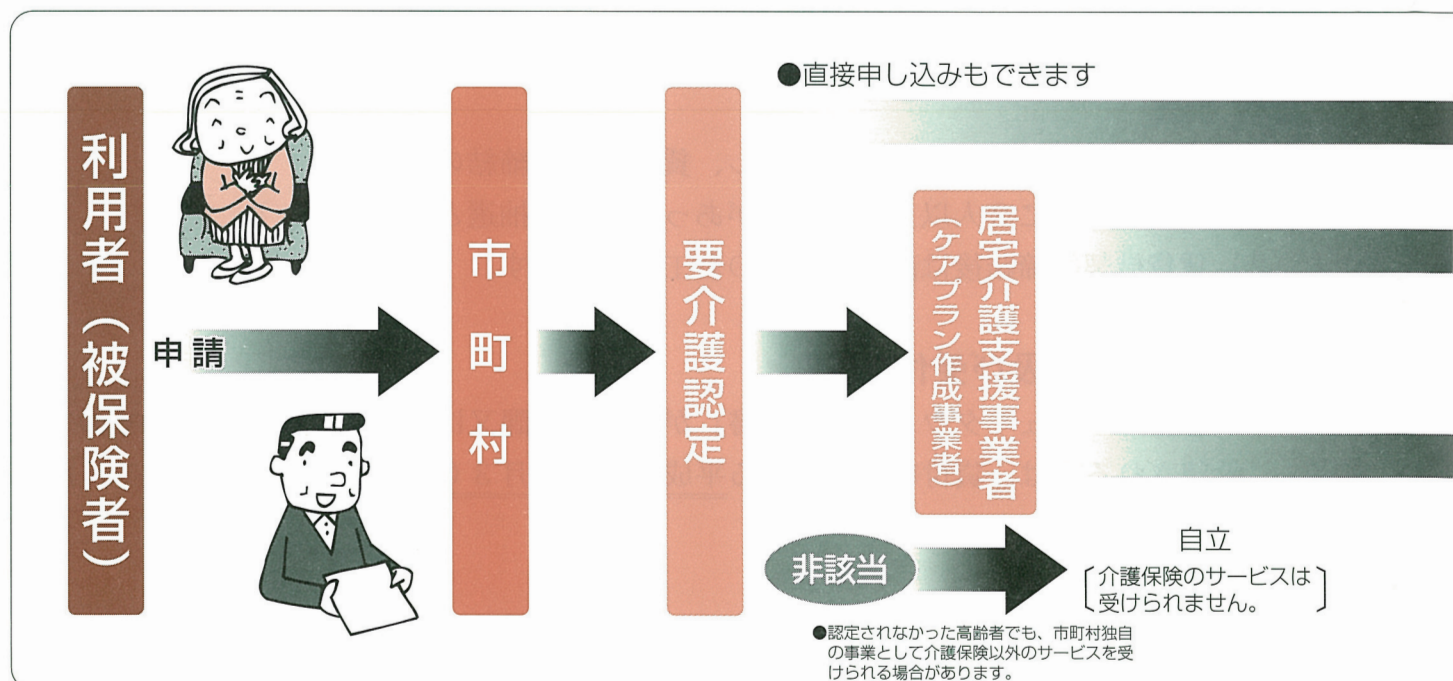 利用者（被保険者）
申請
市町村
要介護認定
●直接申し込みもできます
居宅介護支援事業者
（ケアプラン作成事業者）
非該当
自立
〔介護保険のサービスは
受けられません。〕
●認定されなかった高齢者でも、市町村独自
の事業として介護保険以外のサービスを受
けられる場合があります。